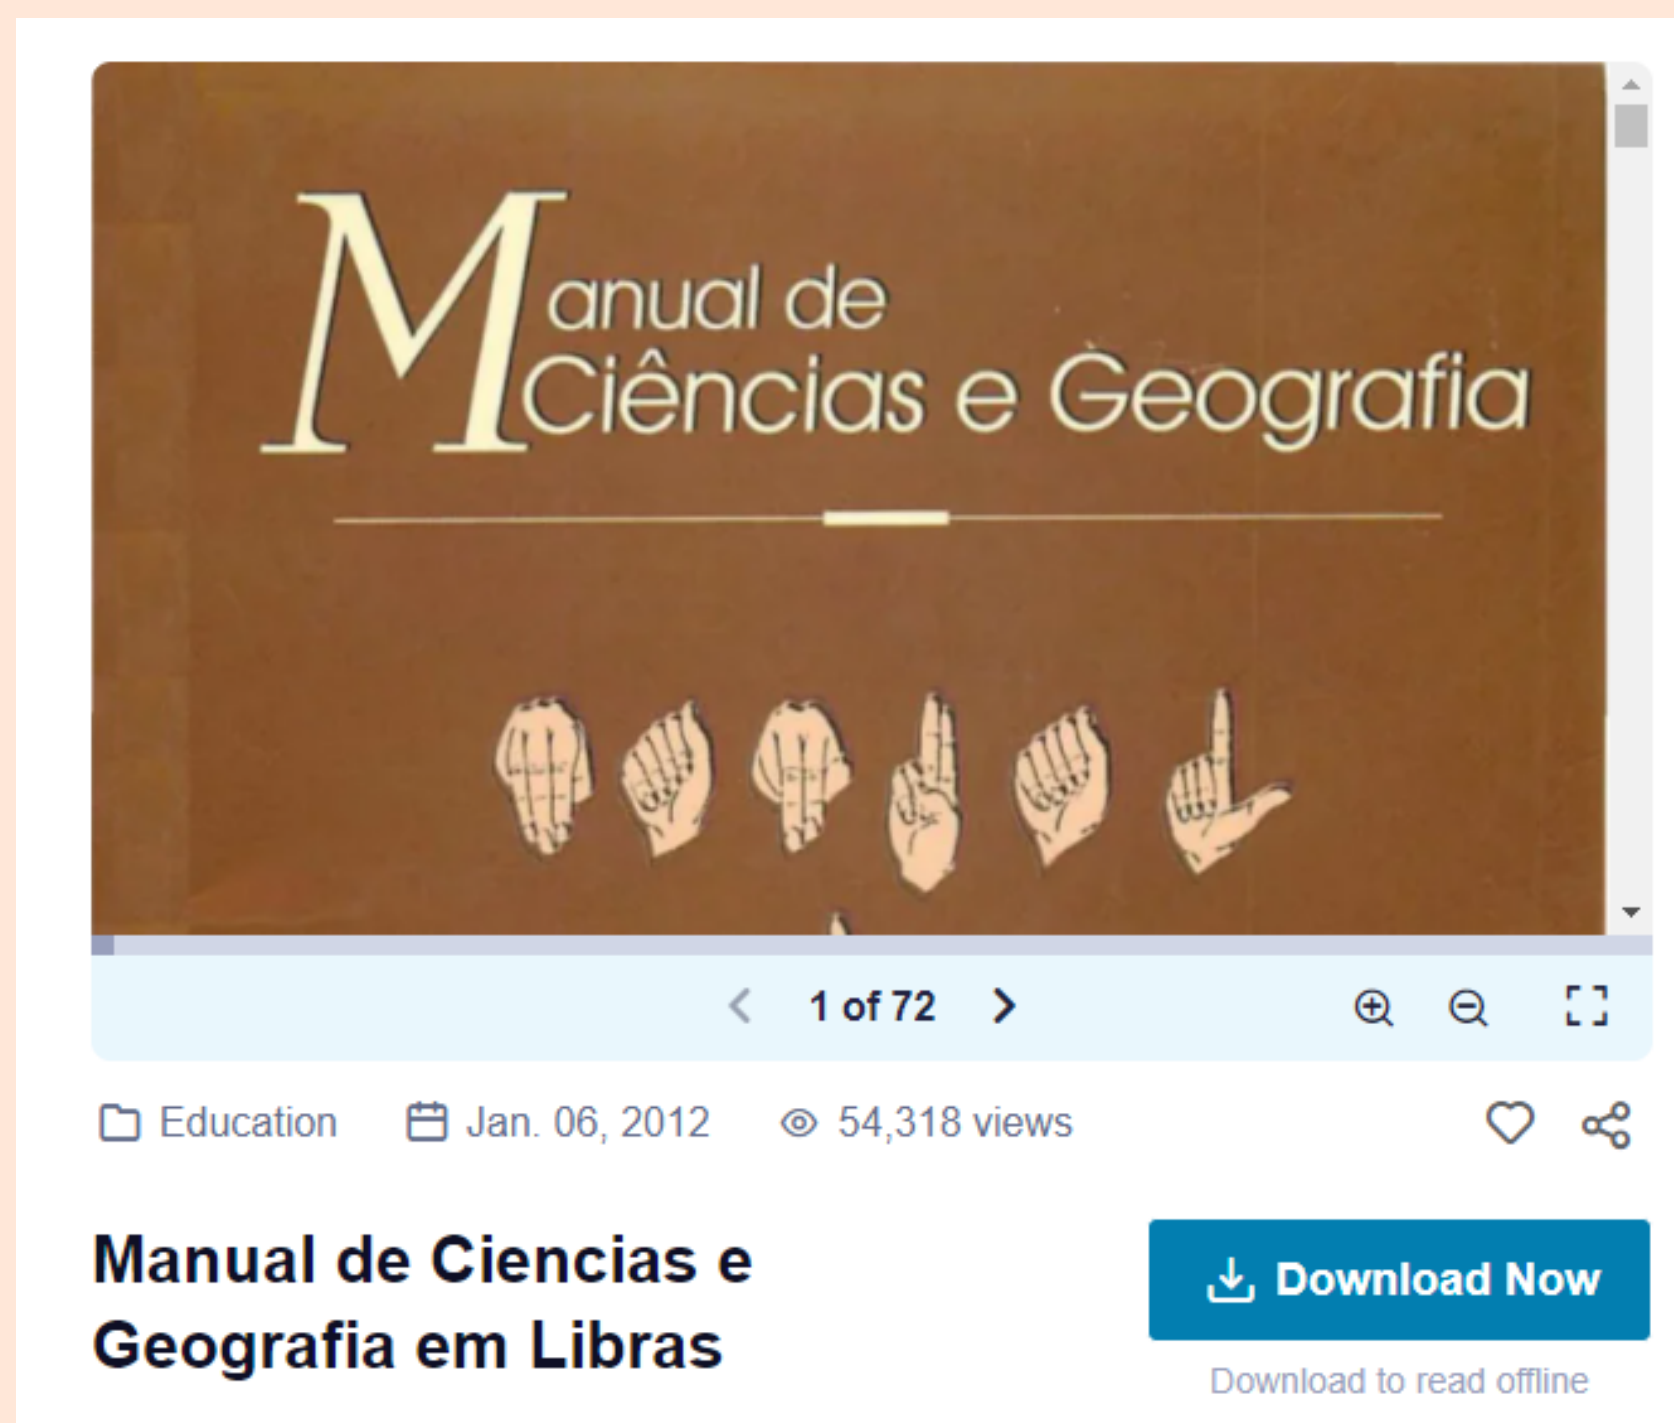 Manual de
Ciências e Geografia
1 of 72
Education Jan. 06, 2012 54,318 views
Manual de Ciencias e
Geografia em Libras
Download Now
Download to read offline